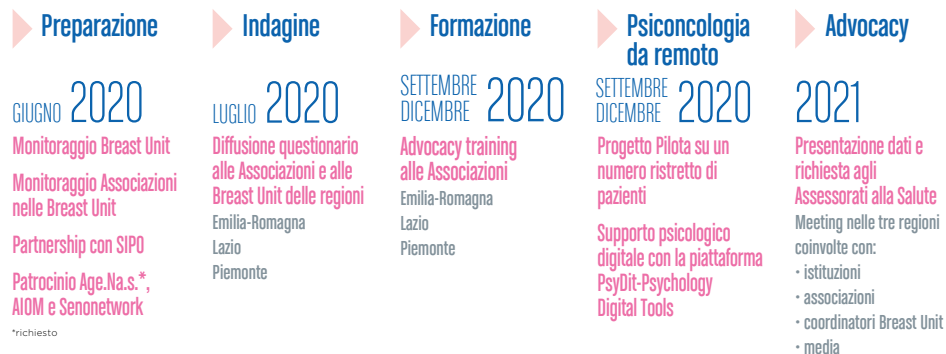 Preparazione
GIUGNO 2020
Monitoraggio Breast Unit
Monitoraggio Associazioni
nelle Breast Unit
Partnership con SIPO
Patrocinio Age.Na.s.*,
AIOM e Senonetwork
*richiesto
Indagine
LUGLIO 2020
Diffusione questionario
alle Associazioni e alle
Breast Unit delle regioni
Emilia-Romagna
Lazio
Piemonte
Formazione
SETTEMBRE
DICEMBRE 2020
Advocacy training
alle Associazioni
Emilia-Romagna
Lazio
Piemonte
Psiconcologia
da remoto
SETTEMBRE
DICEMBRE 2020
Progetto Pilota su un
numero ristretto di
pazienti
Supporto psicologico
digitale con la piattaforma
PsyDit-Psychology
Digital Tools
Advocacy
2021
Presentazione dati e
richiesta agli
Assessorati alla Salute
Meeting nelle tre regioni
coinvolte con:
• istituzioni
• associazioni
• coordinatori Breast Unit
• media